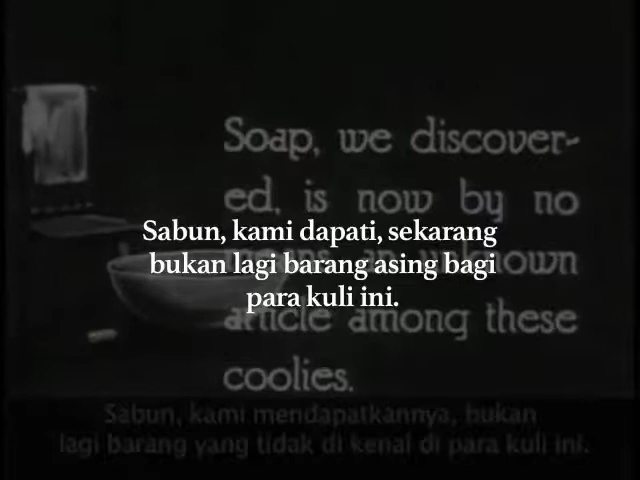 Soap, we discover-
ed, is now by no
own
article among these
coolies.
Sabun, kami dapati, sekarang
bukan lagi barang asing bagi
para kuli ini.
Sabun, kami mendapatkannya, bukan
lagi barang yang tidak di kenal di para kuli ini.